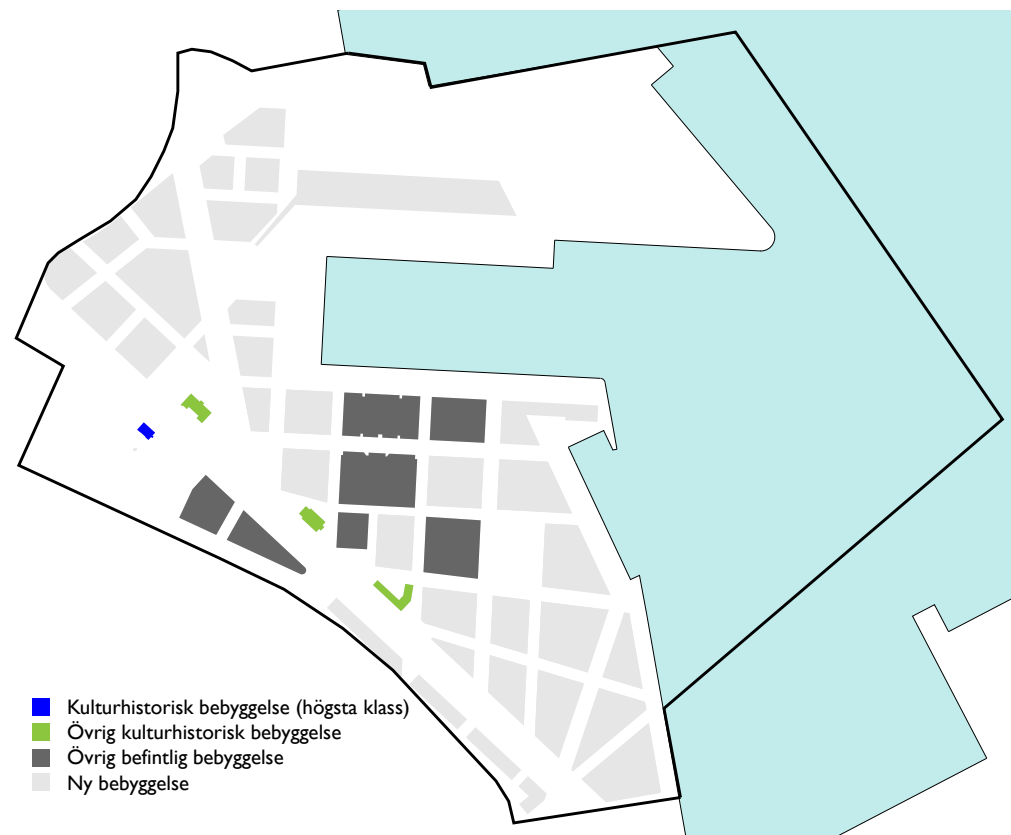 Kulturhistorisk bebyggelse (högsta klass)
Övrig kulturhistorisk bebyggelse
Övrig befintlig bebyggelse
Ny bebyggelse